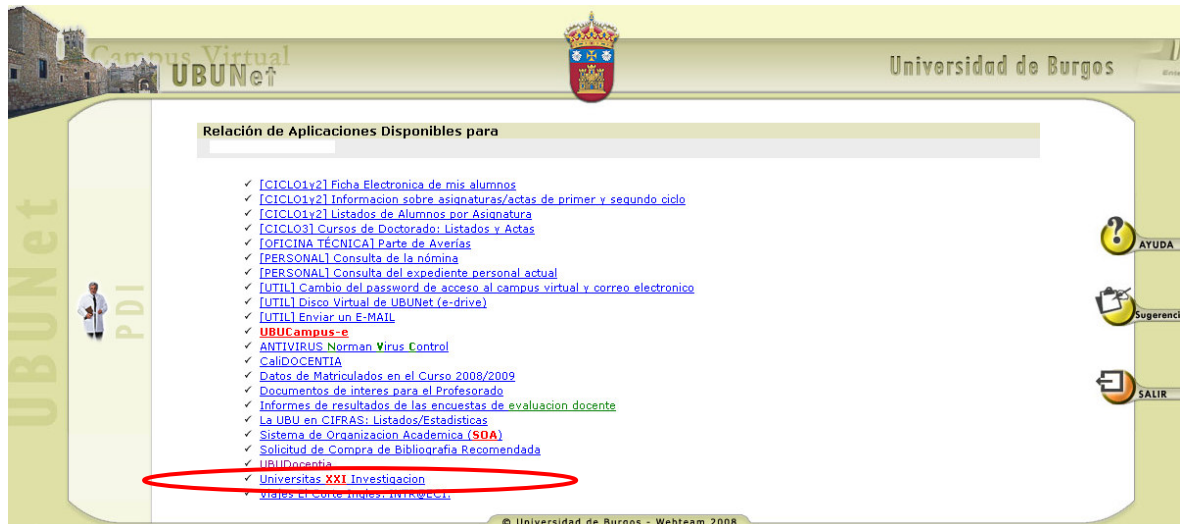 Campus Virtual
UBUNet
Universidad de Burgos
Relación de Aplicaciones Disponibles para
[CICLO1y2] Ficha Electronica de mis alumnos
[CICLO1y2] Informacion sobre asignaturas/actas de primer y segundo ciclo
[CICLO1y2] Listados de Alumnos por Asignatura
[CICLO3] Cursos de Doctorado: Listados y Actas
[OFICINA TÉCNICA] Parte de Averías
[PERSONAL] Consulta de la nómina
[PERSONAL] Consulta del expediente personal actual
[UTIL] Cambio del password de acceso al campus virtual y correo electronico
[UTIL] Disco Virtual de UBUNet (e-drive)
[UTIL] Enviar un E-MAIL
UBUCampus-e
ANTIVIRUS Norman Virus Control
CaliDOCENTIA
Datos de Matriculados en el Curso 2008/2009
Documentos de interes para el Profesorado
Informes de resultados de las encuestas de evaluacion docente
La UBU en CIFRAS: Listados/Estadisticas
Sistema de Organizacion Academica (SOA)
Solicitud de Compra de Bibliografia Recomendada
UBUDocentia
Universitas XXI Investigacion
Viajes El Corte Ingles: INTR@ECI.
UBUNet
PDI
AYUDA
Sugerenci
SALIR
© Universidad de Burgos - Webteam 2008